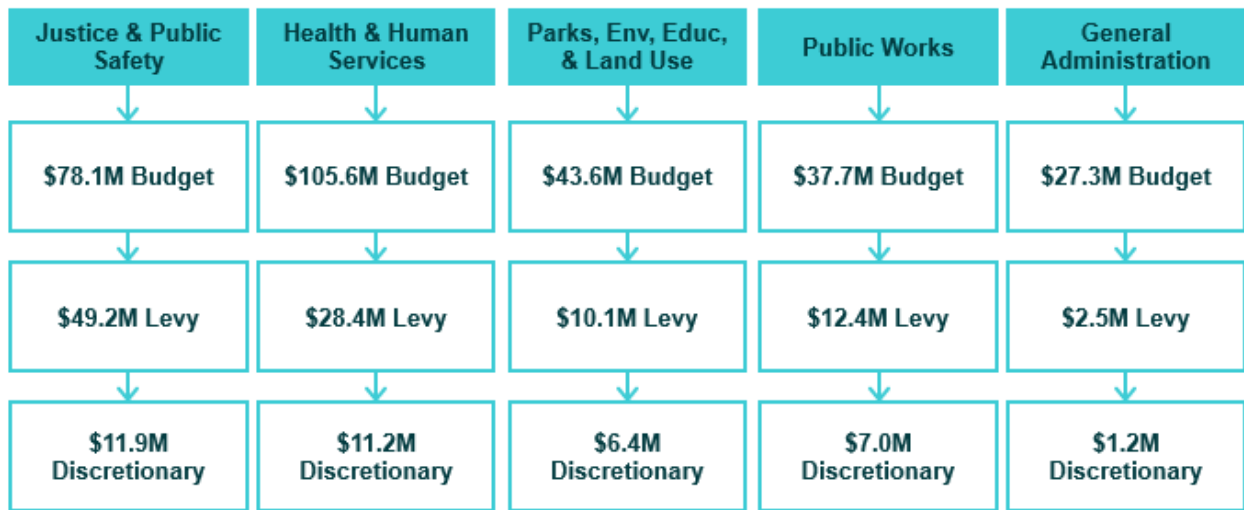 Justice & Public
Safety
Health & Human
Services
Parks, Env, Educ,
& Land Use
Public Works
General
Administration
$78.1M Budget
$105.6M Budget
$43.6M Budget
$37.7M Budget
$27.3M Budget
$49.2M Levy
$28.4M Levy
$10.1M Levy
$12.4M Levy
$2.5M Levy
$11.9M
Discretionary
$11.2M
Discretionary
$6.4M
Discretionary
$7.0M
Discretionary
$1.2M
Discretionary